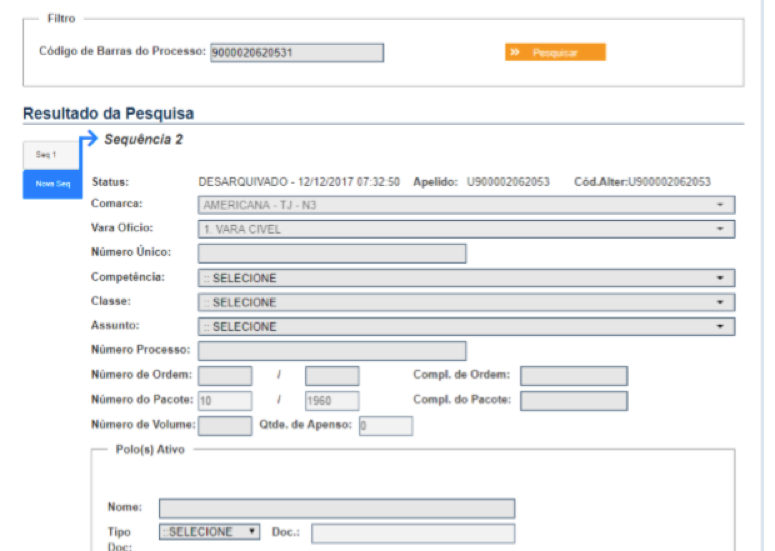 Filtro
Código de Barras do Processo: 9000020620531 Pesquisar
Resultado da Pesquisa
Sequência 2
Seq 1
Nova Seq
Status: DESARQUIVADO - 12/12/2017 07:32:50 Apelido: U900002062053 Cód.Alter:U900002062053
Comarca: AMERICANA - TJ - N3
Vara Ofício: 1. VARA CIVEL
Número Único:
Competência: :: SELECIONE
Classe: :: SELECIONE
Assunto: :: SELECIONE
Número Processo:
Número de Ordem: / Compl. de Ordem:
Número do Pacote: 10 / 1960 Compl. do Pacote:
Número de Volume: Qtde. de Apenso: 0
Polo(s) Ativo
Nome:
Tipo Doc: ::SELECIONE Doc.: